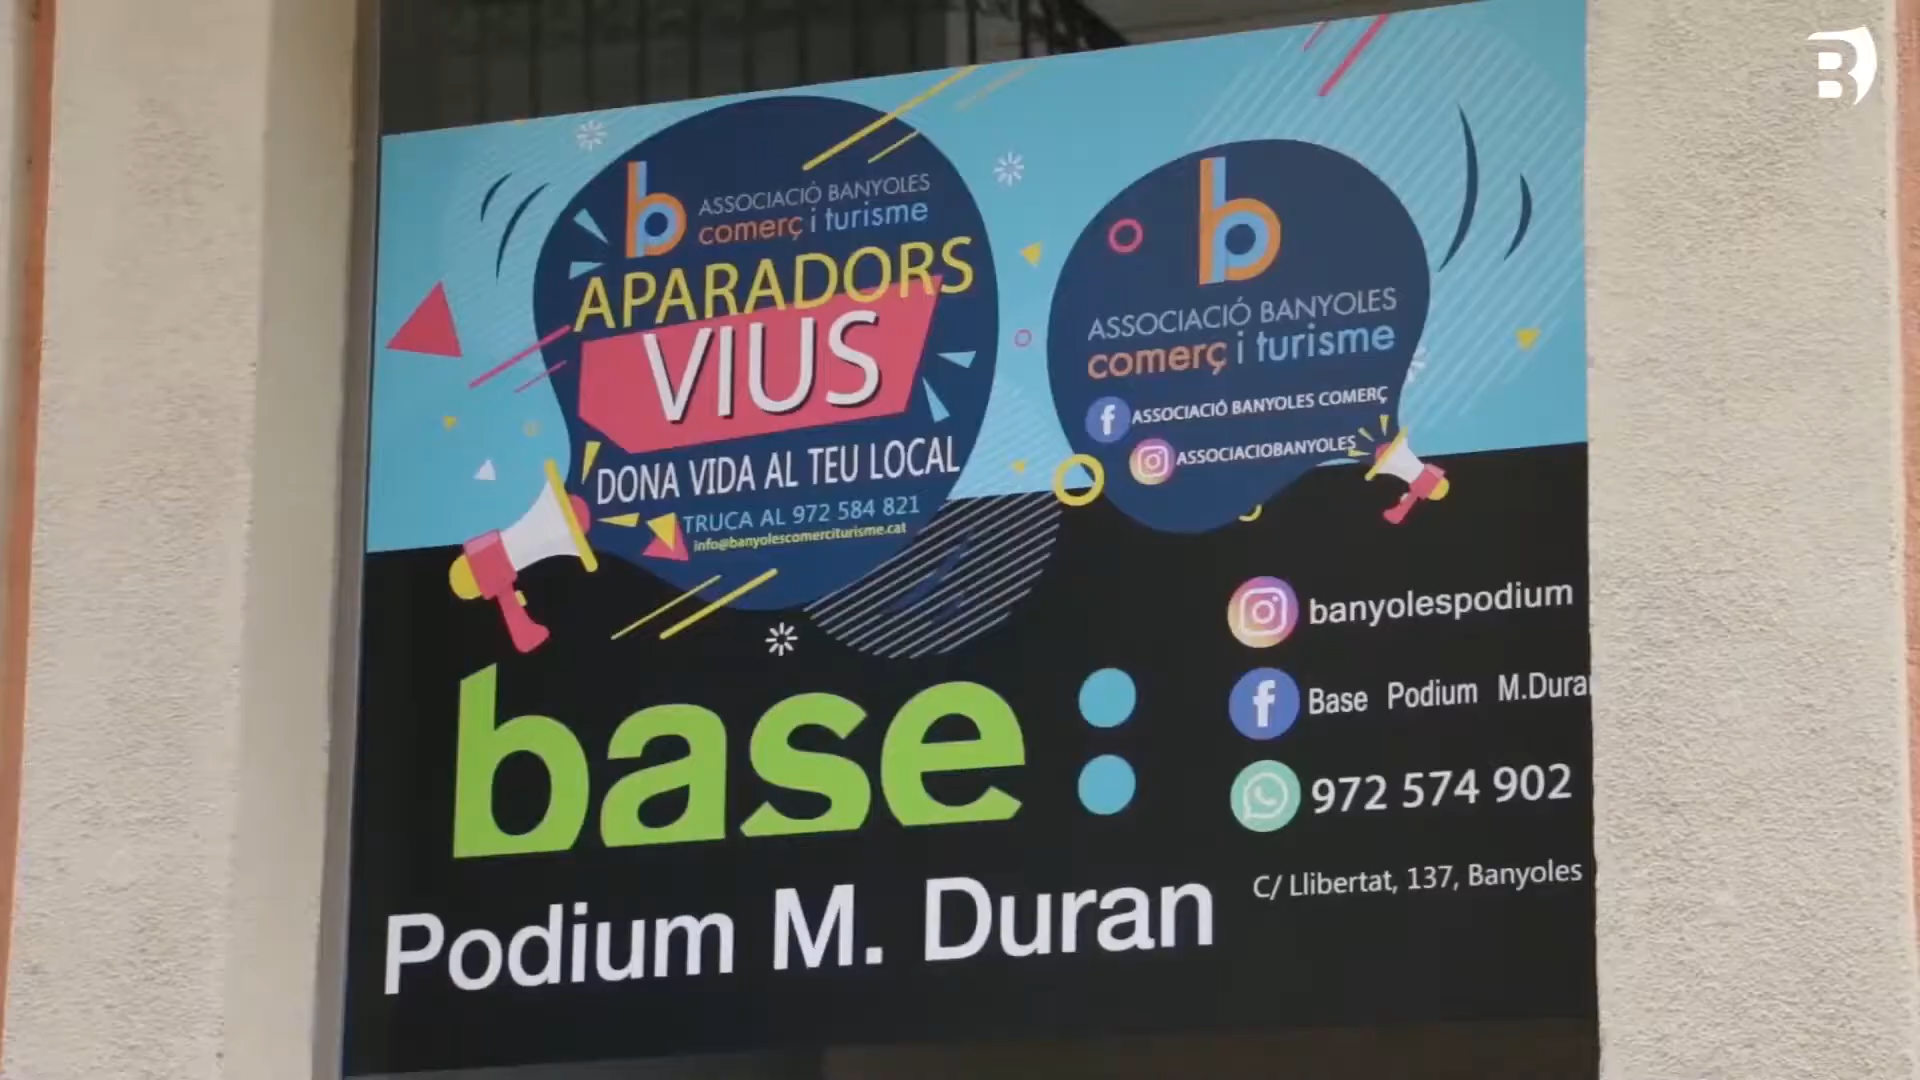 B
b ASSOCIACIÓ BANYOLES
comerç i turisme
APARADORS
VIUS
DONA VIDA AL TEU LOCAL
TRUCA AL 972 584 821
info@banyolescomerciturisme.cat
b
ASSOCIACIÓ BANYOLES
comerç i turisme
ASSOCIACIÓ BANYOLES COMERÇ
ASSOCIACIOBANYOLES
base:
Podium M. Duran
banyolespodium
Base Podium M.Dura
972 574 902
C/ Llibertat, 137, Banyoles